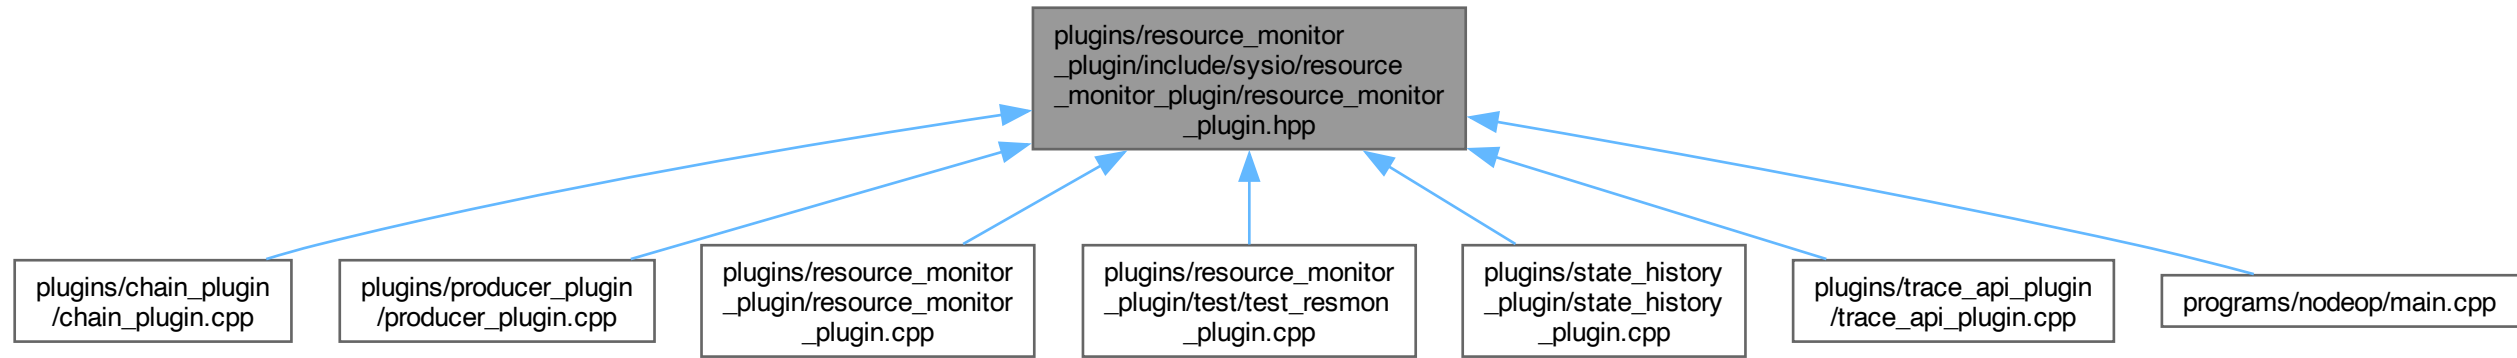 plugins/resource_monitor
_plugin/include/sysio/resource
_monitor_plugin/resource_monitor
_plugin.hpp
plugins/chain_plugin
/chain_plugin.cpp
plugins/producer_plugin
/producer_plugin.cpp
plugins/resource_monitor
_plugin/resource_monitor
_plugin.cpp
plugins/resource_monitor
_plugin/test/test_resmon
_plugin.cpp
plugins/state_history
_plugin/state_history
_plugin.cpp
plugins/trace_api_plugin
/trace_api_plugin.cpp
programs/nodeop/main.cpp